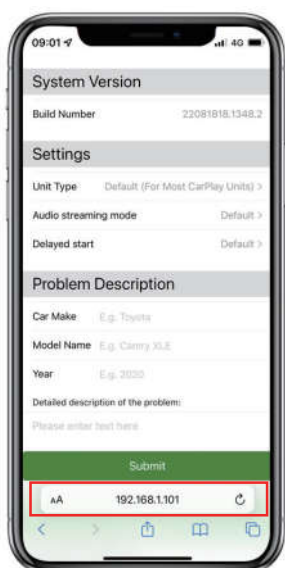 09:01
4G
System Version
Build Number 22081818.1348.2
Settings
Unit Type Default (For Most CarPlay Units) >
Audio streaming mode Default >
Delayed start Default >
Problem Description
Car Make E.g. Toyota
Model Name E.g. Camry XLE
Year E.g. 2020
Detailed description of the problem:
Please enter text here
Submit
AA 192.168.1.101